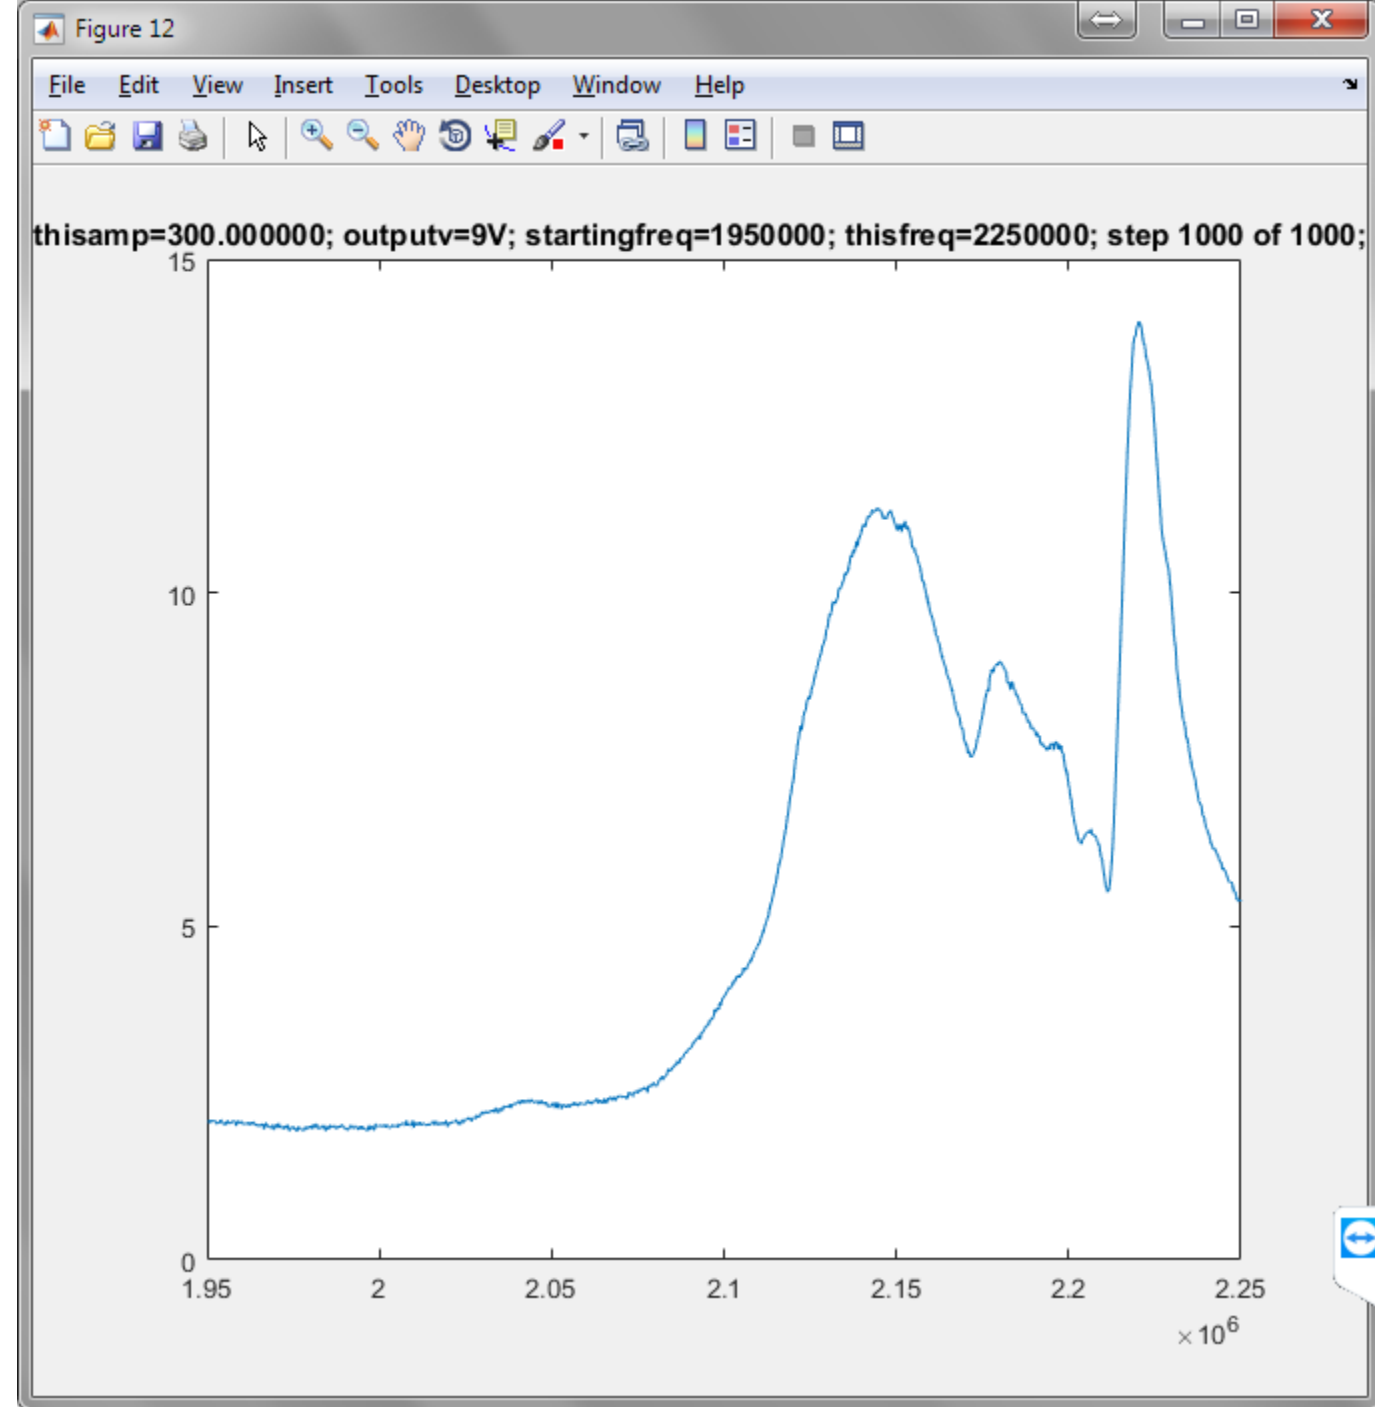 Figure 12
File Edit View Insert Tools Desktop Window Help
thisamp=300.000000; outputv=9V; startingfreq=1950000; thisfreq=2250000; step 1000 of 1000;
15
10
5
0
1.95 2 2.05 2.1 2.15 2.2 2.25
×10⁶